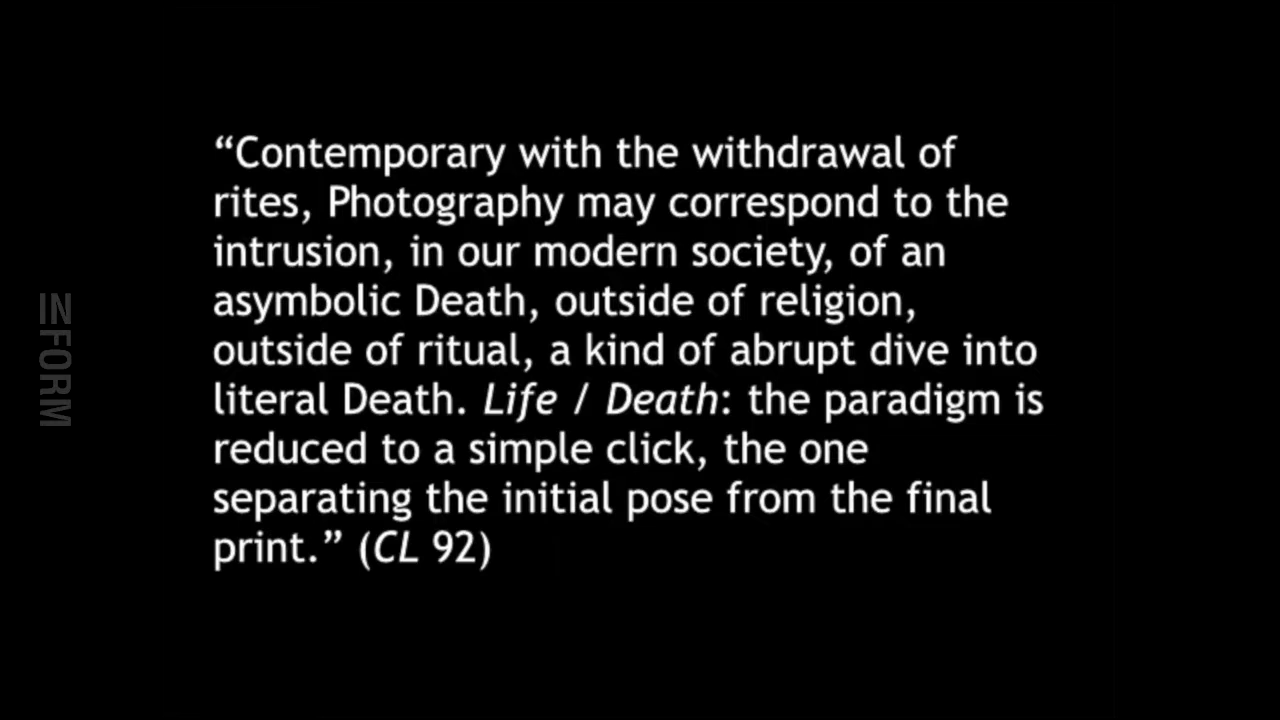 “Contemporary with the withdrawal of
rites, Photography may correspond to the
intrusion, in our modern society, of an
asymbolic Death, outside of religion,
outside of ritual, a kind of abrupt dive into
literal Death. Life / Death: the paradigm is
reduced to a simple click, the one
separating the initial pose from the final
print.” (CL 92)
INFORM